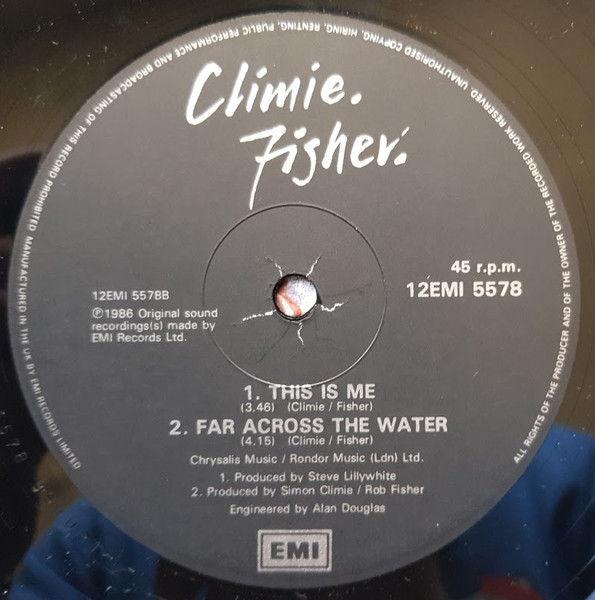 Climie.
Fisher.
45 r.p.m.
12EMI 5578
12EMI 5578B
℗1986 Original sound
recordings(s) made by
EMI Records Ltd.
1. THIS IS ME
(3.46) (Climie / Fisher)
2. FAR ACROSS THE WATER
(4.15) (Climie / Fisher)
Chrysalis Music / Rondor Music (Ldn) Ltd.
1. Produced by Steve Lillywhite
2. Produced by Simon Climie / Rob Fisher
Engineered by Alan Douglas
EMI
ALL RIGHTS OF THE PRODUCER AND OF THE OWNER OF THE RECORDED WORK RESERVED. UNAUTHORISED COPYING, HIRING, RENTING, PUBLIC PERFORMANCE AND BROADCASTING OF THIS RECORD PROHIBITED MANUFACTURED IN THE UK BY EMI RECORDS LIMITED